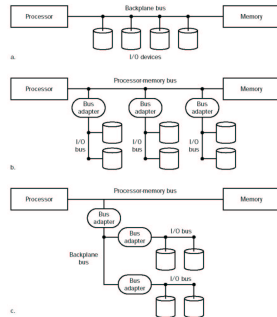 Backplane bus
Processor
Memory
a.
I/O devices
Processor-memory bus
Processor
Memory
Bus
adapter
Bus
adapter
Bus
adapter
I/O
bus
I/O
bus
I/O
bus
b.
Processor-memory bus
Processor
Memory
Bus
adapter
Bus
adapter
I/O bus
Backplane
bus
Bus
adapter
I/O bus
c.